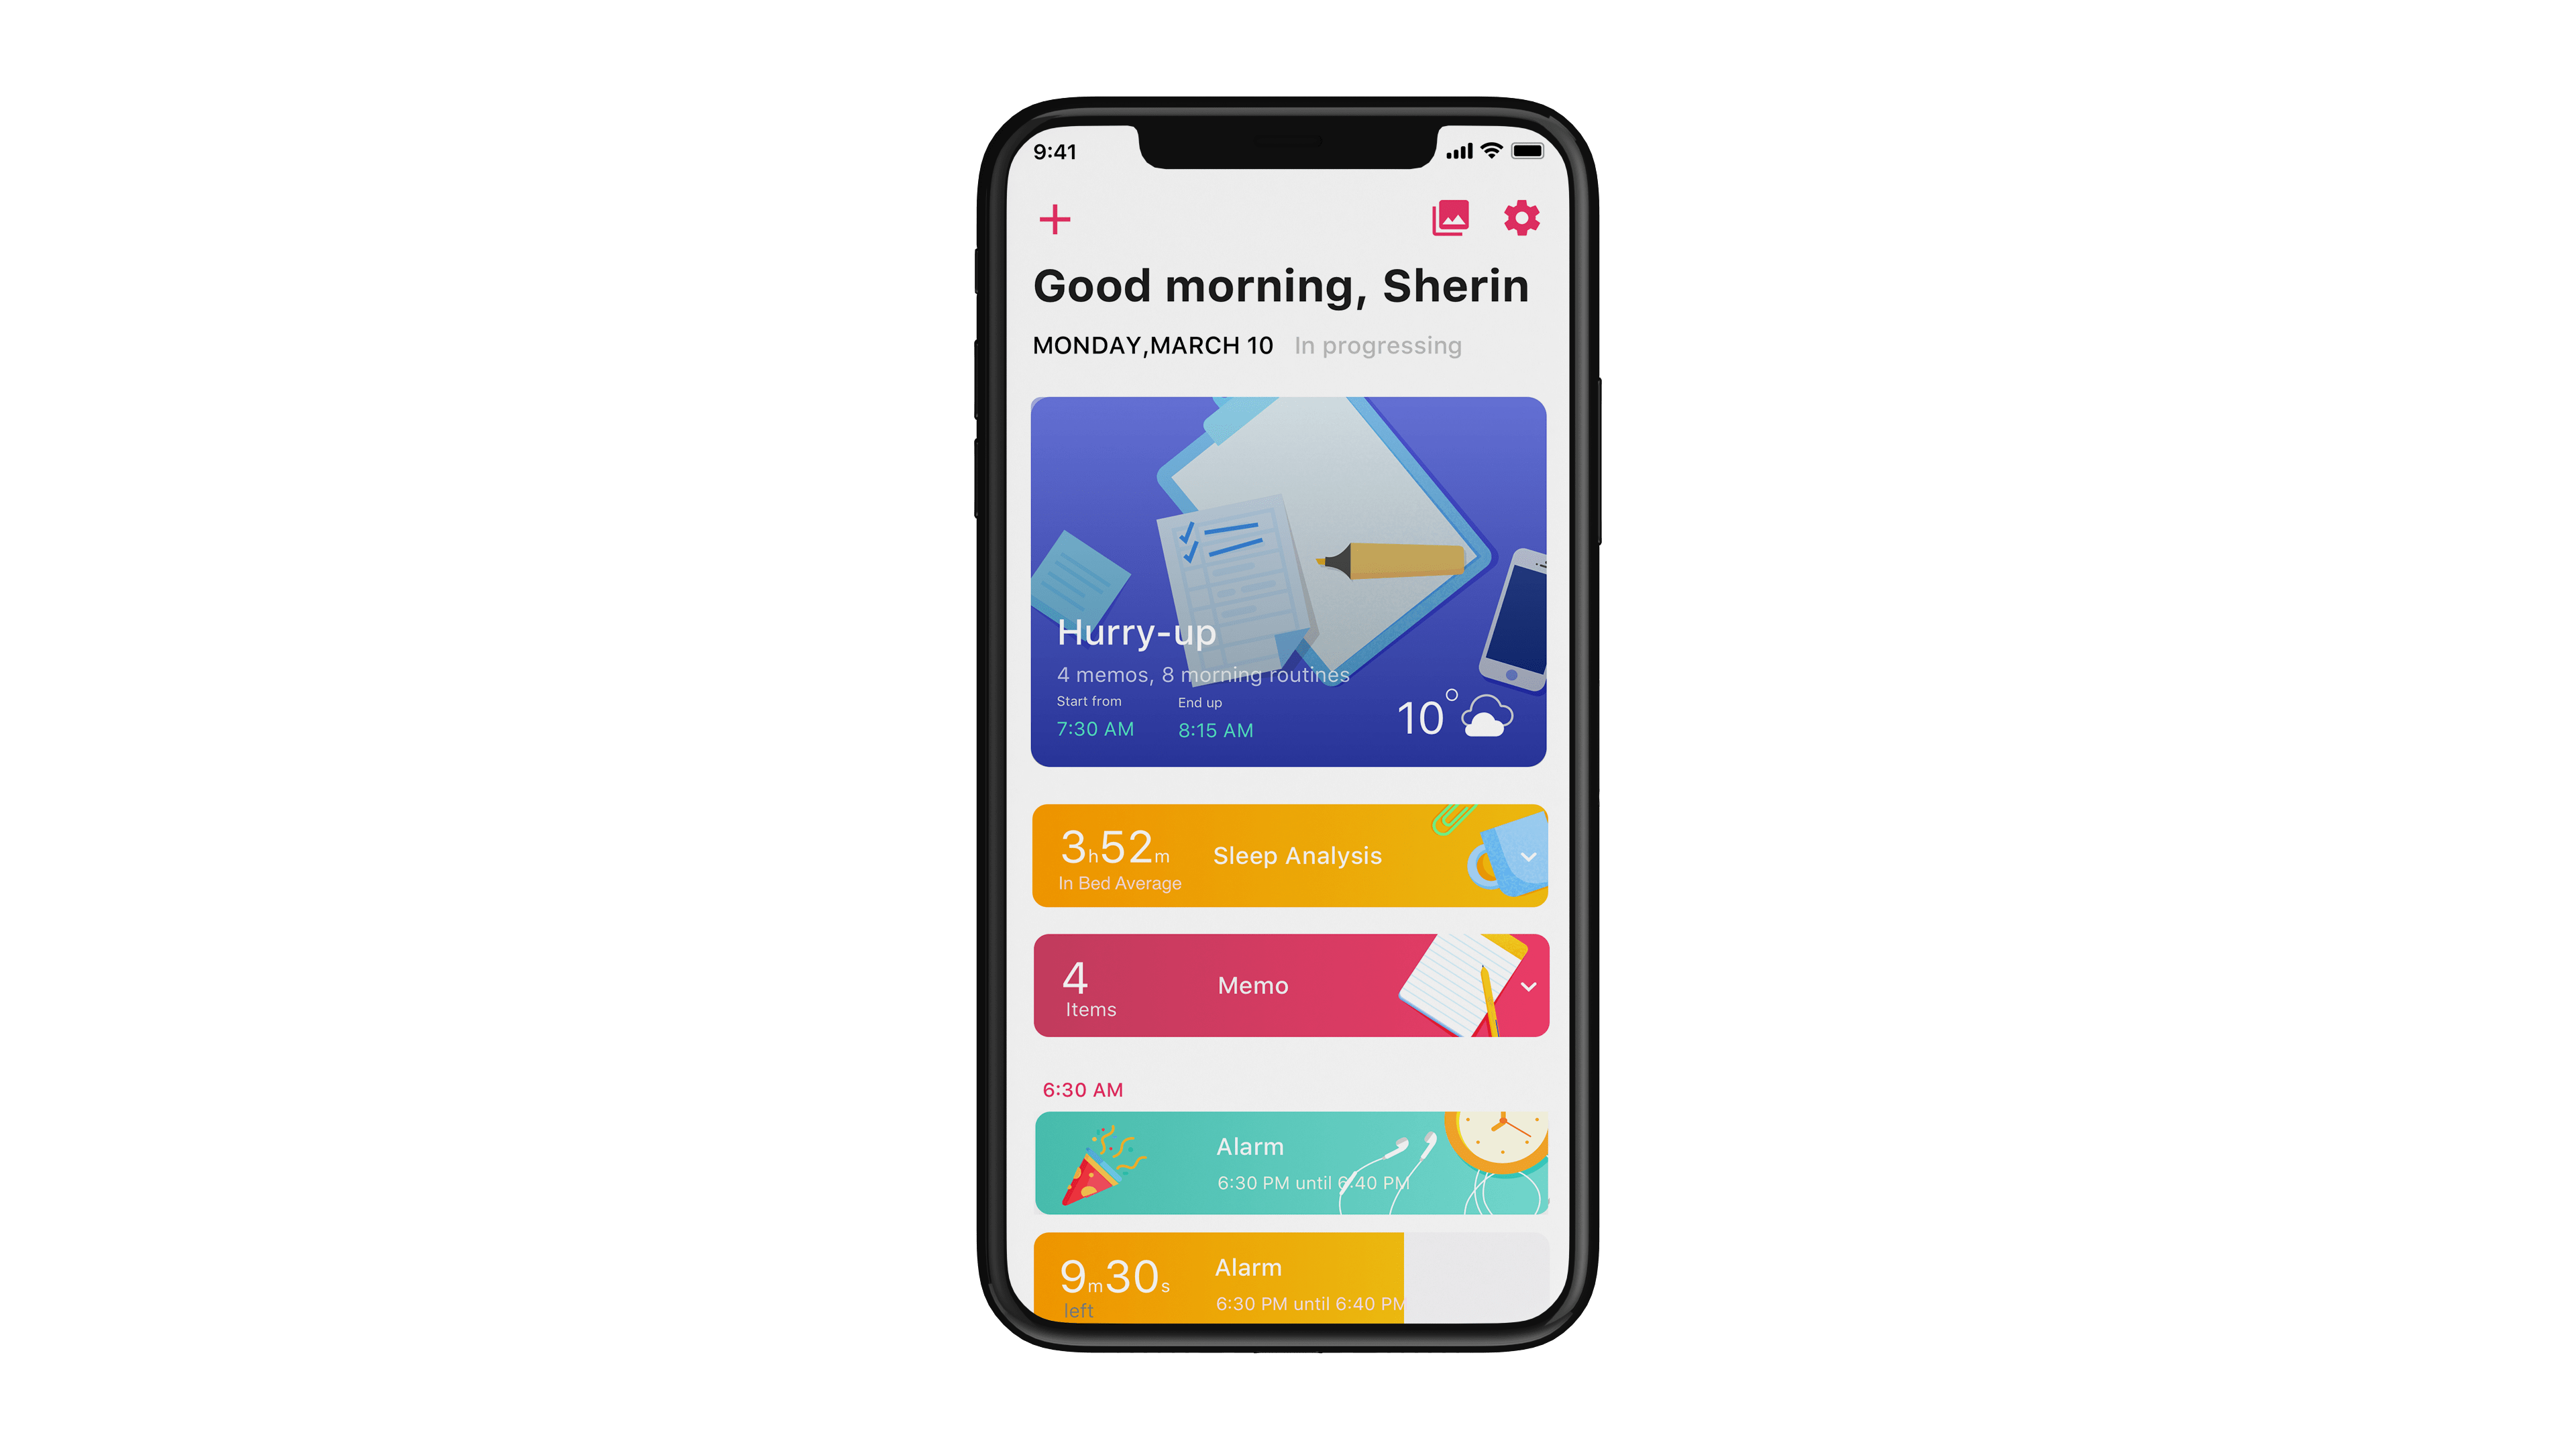 9:41
Good morning, Sherin
MONDAY,MARCH 10 In progressing
Hurry-up
4 memos, 8 morning routines
Start from End up
7:30 AM 8:15 AM
10°
3h52m
In Bed Average
Sleep Analysis
4
Items
Memo
6:30 AM
Alarm
6:30 PM until 6:40 PM
9m30s
left
Alarm
6:30 PM until 6:40 PM